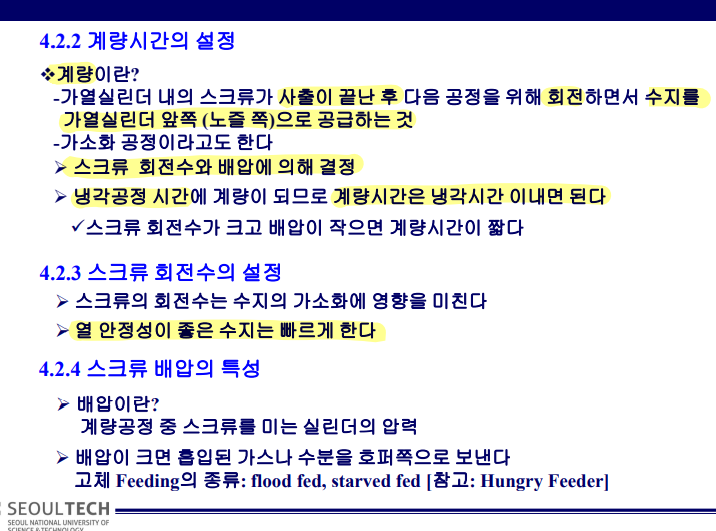 4.2.2 계량시간의 설정
❖계량이란?
-가열실린더 내의 스크류가 사출이 끝난 후 다음 공정을 위해 회전하면서 수지를
가열실린더 앞쪽 (노즐 쪽)으로 공급하는 것
-가소화 공정이라고도 한다
➢ 스크류 회전수와 배압에 의해 결정
➢ 냉각공정 시간에 계량이 되므로 계량시간은 냉각시간 이내면 된다
✓스크류 회전수가 크고 배압이 작으면 계량시간이 짧다
4.2.3 스크류 회전수의 설정
➢ 스크류의 회전수는 수지의 가소화에 영향을 미친다
➢ 열 안정성이 좋은 수지는 빠르게 한다
4.2.4 스크류 배압의 특성
➢ 배압이란?
계량공정 중 스크류를 미는 실린더의 압력
➢ 배압이 크면 흡입된 가스나 수분을 호퍼쪽으로 보낸다
고체 Feeding의 종류: flood fed, starved fed [참고: Hungry Feeder]
SEOULTECH
SEOUL NATIONAL UNIVERSITY OF
SCIENCE & TECHNOLOGY